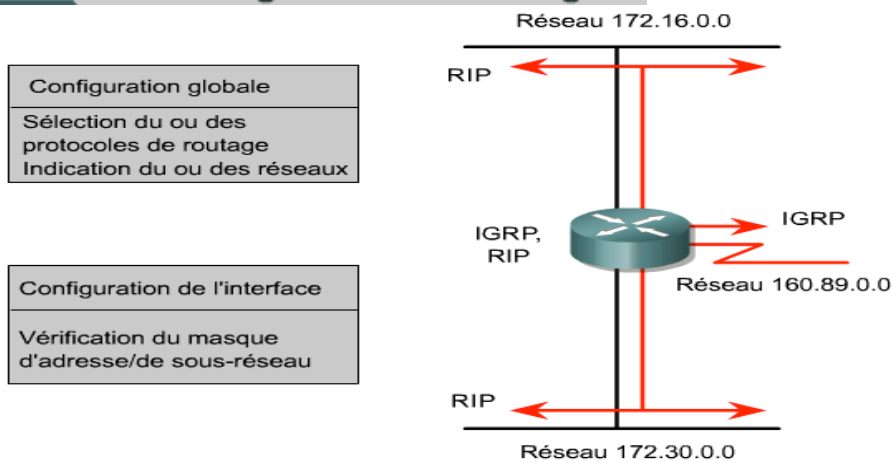 Réseau 172.16.0.0
RIP
Configuration globale
Sélection du ou des
protocoles de routage
Indication du ou des réseaux
IGRP
IGRP,
RIP
Réseau 160.89.0.0
Configuration de l'interface
Vérification du masque
d'adresse/de sous-réseau
RIP
Réseau 172.30.0.0